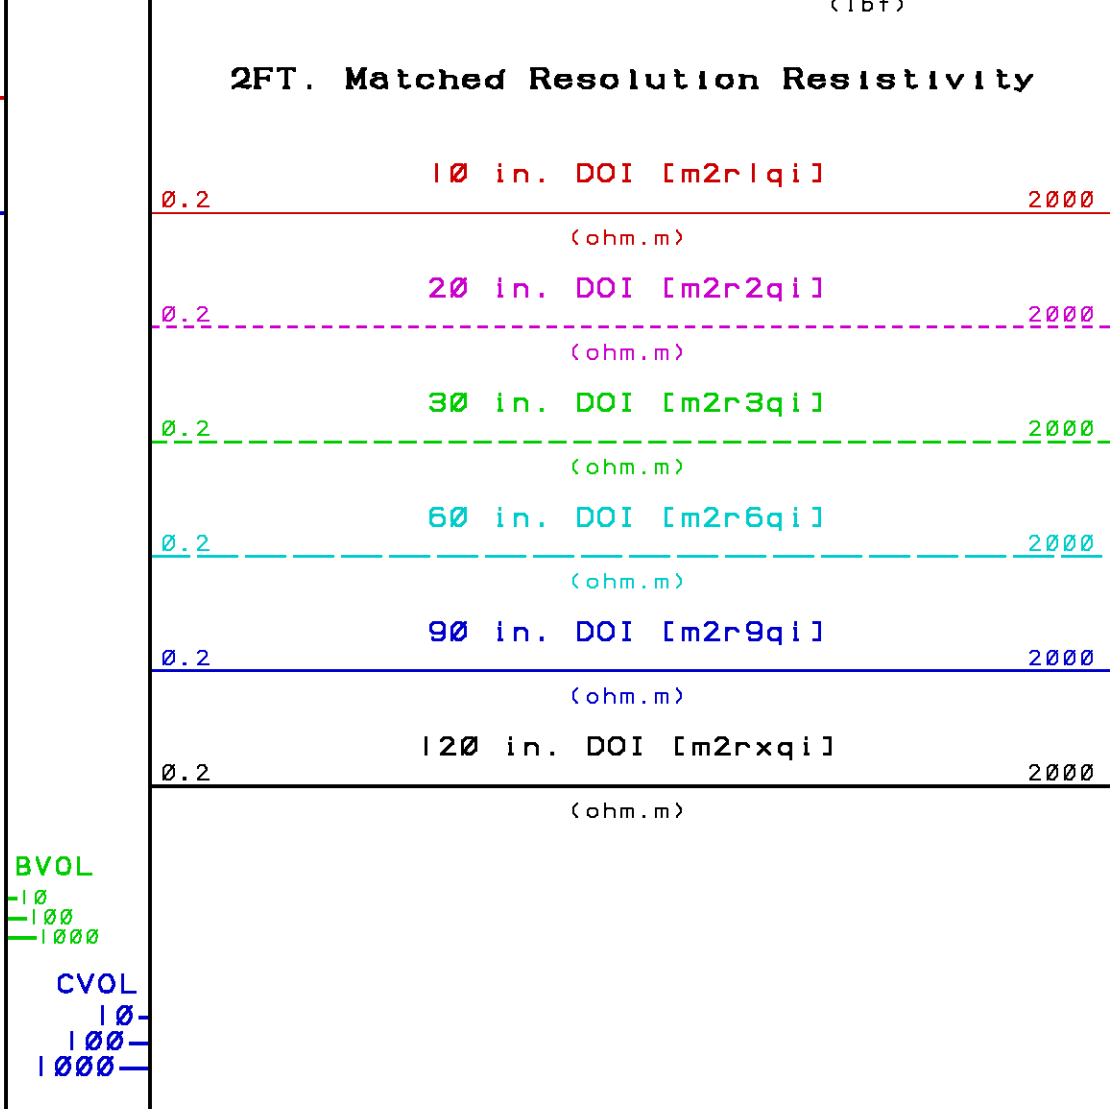 (lbf)
2FT. Matched Resolution Resistivity
10 in. DOI [m2r1qi]
0.2 2000
(ohm.m)
20 in. DOI [m2r2qi]
0.2 2000
(ohm.m)
30 in. DOI [m2r3qi]
0.2 2000
(ohm.m)
60 in. DOI [m2r6qi]
0.2 2000
(ohm.m)
90 in. DOI [m2r9qi]
0.2 2000
(ohm.m)
120 in. DOI [m2rxqi]
0.2 2000
(ohm.m)
BVOL
10
100
1000
CVOL
10
100
1000